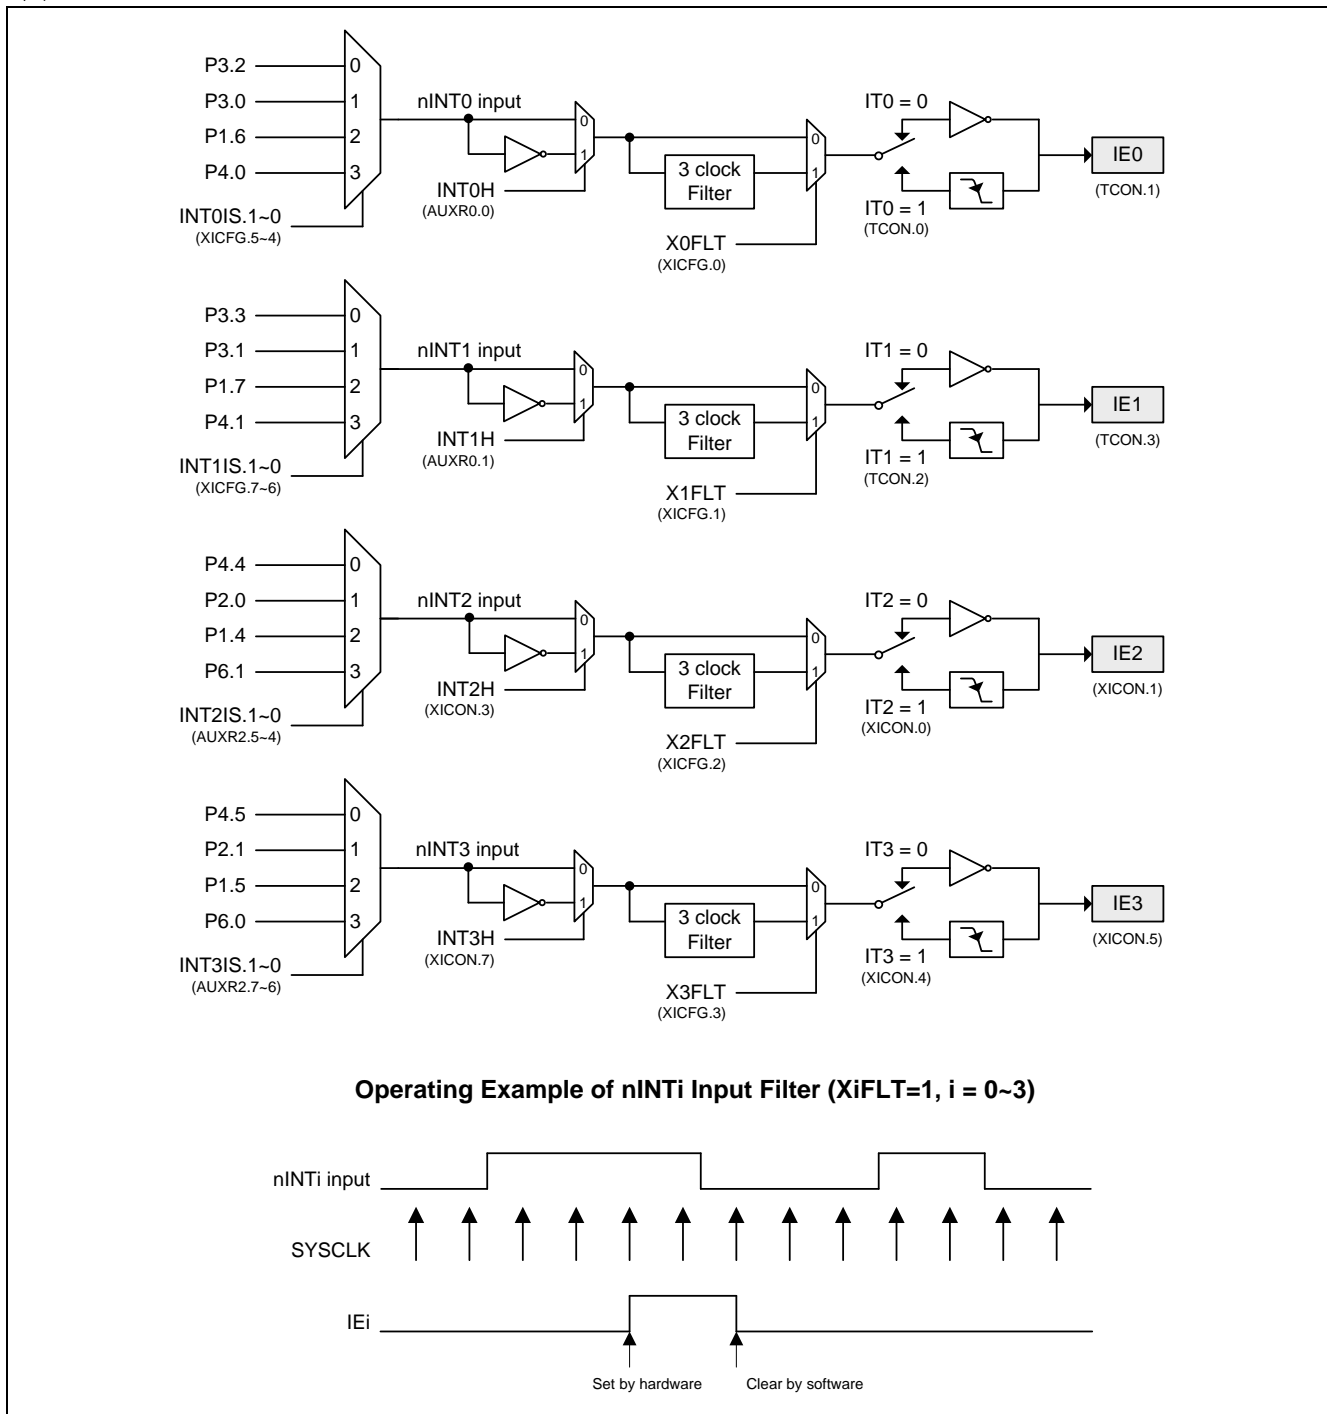 P3.2
P3.0
P1.6
P4.0
0
1
2
3
INT0IS.1~0
(XICFG.5~4)
nINT0 input
0
1
INT0H
(AUXR0.0)
3 clock
Filter
0
1
X0FLT
(XICFG.0)
IT0 = 0
IT0 = 1
(TCON.0)
IE0
(TCON.1)
P3.3
P3.1
P1.7
P4.1
0
1
2
3
INT1IS.1~0
(XICFG.7~6)
nINT1 input
0
1
INT1H
(AUXR0.1)
3 clock
Filter
0
1
X1FLT
(XICFG.1)
IT1 = 0
IT1 = 1
(TCON.2)
IE1
(TCON.3)
P4.4
P2.0
P1.4
P6.1
0
1
2
3
INT2IS.1~0
(AUXR2.5~4)
nINT2 input
0
1
INT2H
(XICON.3)
3 clock
Filter
0
1
X2FLT
(XICFG.2)
IT2 = 0
IT2 = 1
(XICON.0)
IE2
(XICON.1)
P4.5
P2.1
P1.5
P6.0
0
1
2
3
INT3IS.1~0
(AUXR2.7~6)
nINT3 input
0
1
INT3H
(XICON.7)
3 clock
Filter
0
1
X3FLT
(XICFG.3)
IT3 = 0
IT3 = 1
(XICON.4)
IE3
(XICON.5)
Operating Example of nINTi Input Filter (XiFLT=1, i = 0~3)
nINTi input
SYSCLK
IEi
Set by hardware
Clear by software